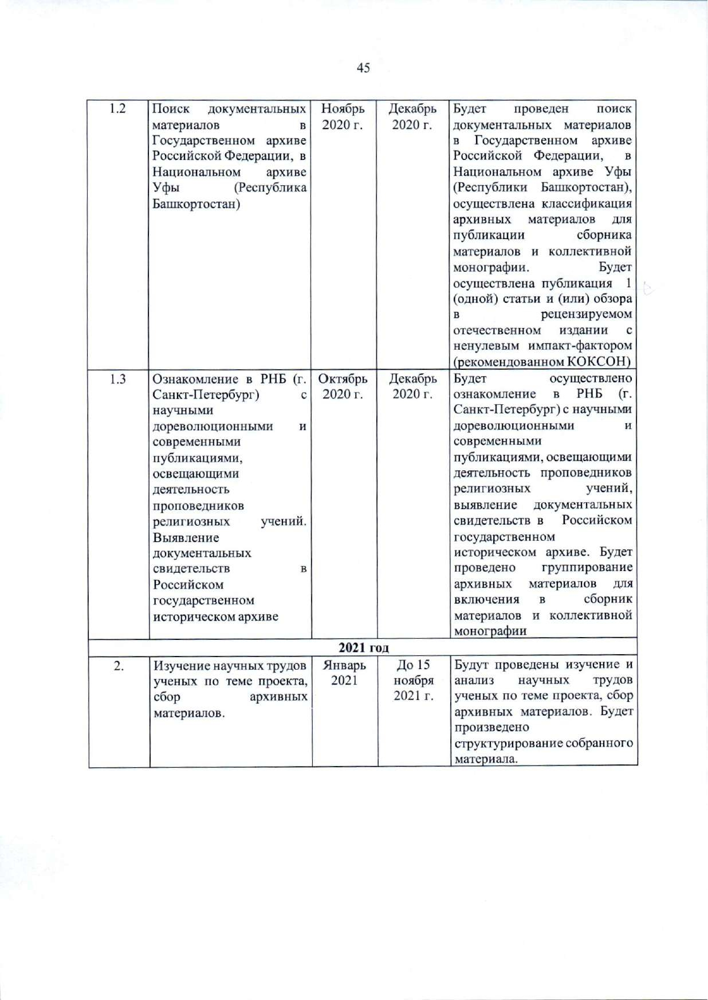 45
1.2
Поиск документальных
материалов в
Государственном архиве
Российской Федерации, в
Национальном архиве
Уфы (Республика
Башкортостан)
Ноябрь
2020 г.
Декабрь
2020 г.
Будет проведен поиск
документальных материалов
в Государственном архиве
Российской Федерации, в
Национальном архиве Уфы
(Республики Башкортостан),
осуществлена классификация
архивных материалов для
публикации сборника
материалов и коллективной
монографии. Будет
осуществлена публикация 1
(одной) статьи и (или) обзора
в рецензируемом
отечественном издании с
ненулевым импакт-фактором
(рекомендованном КОКСОН)
1.3
Ознакомление в РНБ (г.
Санкт-Петербург) с
научными
дореволюционными и
современными
публикациями,
освещающими
деятельность
проповедников
религиозных учений.
Выявление
документальных
свидетельств в
Российском
государственном
историческом архиве
Октябрь
2020 г.
Декабрь
2020 г.
Будет осуществлено
ознакомление в РНБ (г.
Санкт-Петербург) с научными
дореволюционными и
современными
публикациями, освещающими
деятельность проповедников
религиозных учений,
выявление документальных
свидетельств в Российском
государственном
историческом архиве. Будет
проведено группирование
архивных материалов для
включения в сборник
материалов и коллективной
монографии
2021 год
2.
Изучение научных трудов
ученых по теме проекта,
сбор архивных
материалов.
Январь
2021
До 15
ноября
2021 г.
Будут проведены изучение и
анализ научных трудов
ученых по теме проекта, сбор
архивных материалов. Будет
произведено
структурирование собранного
материала.